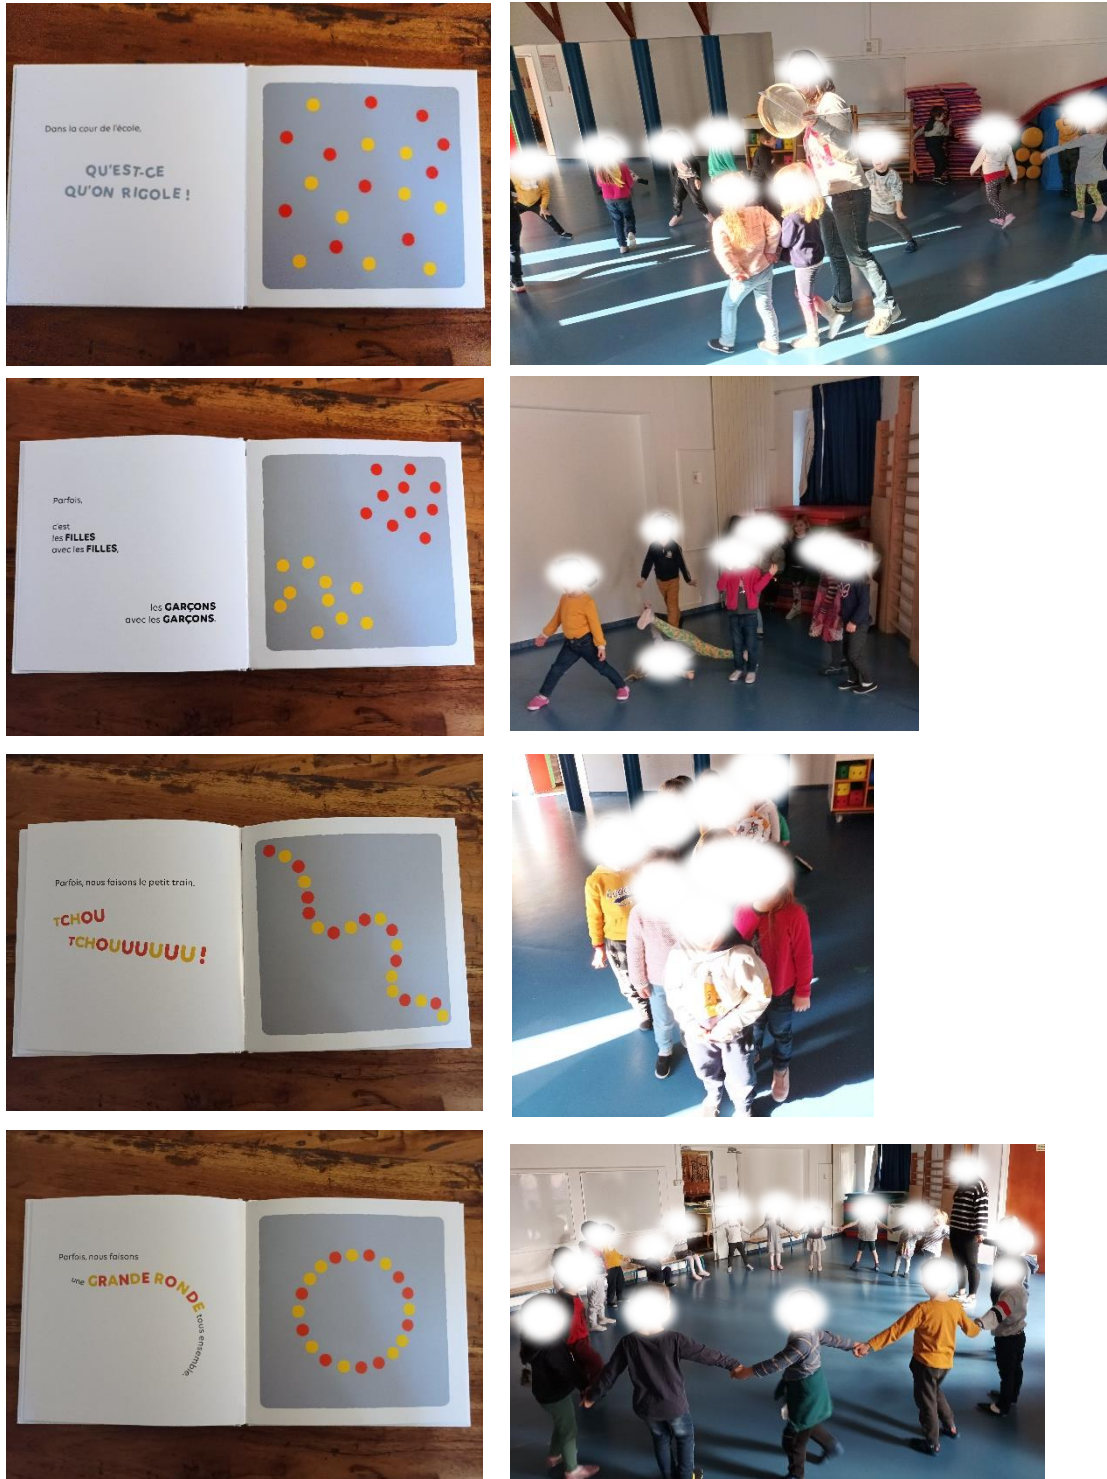 Dans la cour de l'école,
QU'EST-CE
QU'ON RIGOLE !
Parfois,
c'est
les FILLES
avec les FILLES,
les GARÇONS
avec les GARÇONS.
Parfois, nous faisons le petit train.
TCHOU
TCHOUUUUUU !
Parfois, nous faisons
une GRANDE RONDE tous ensemble.